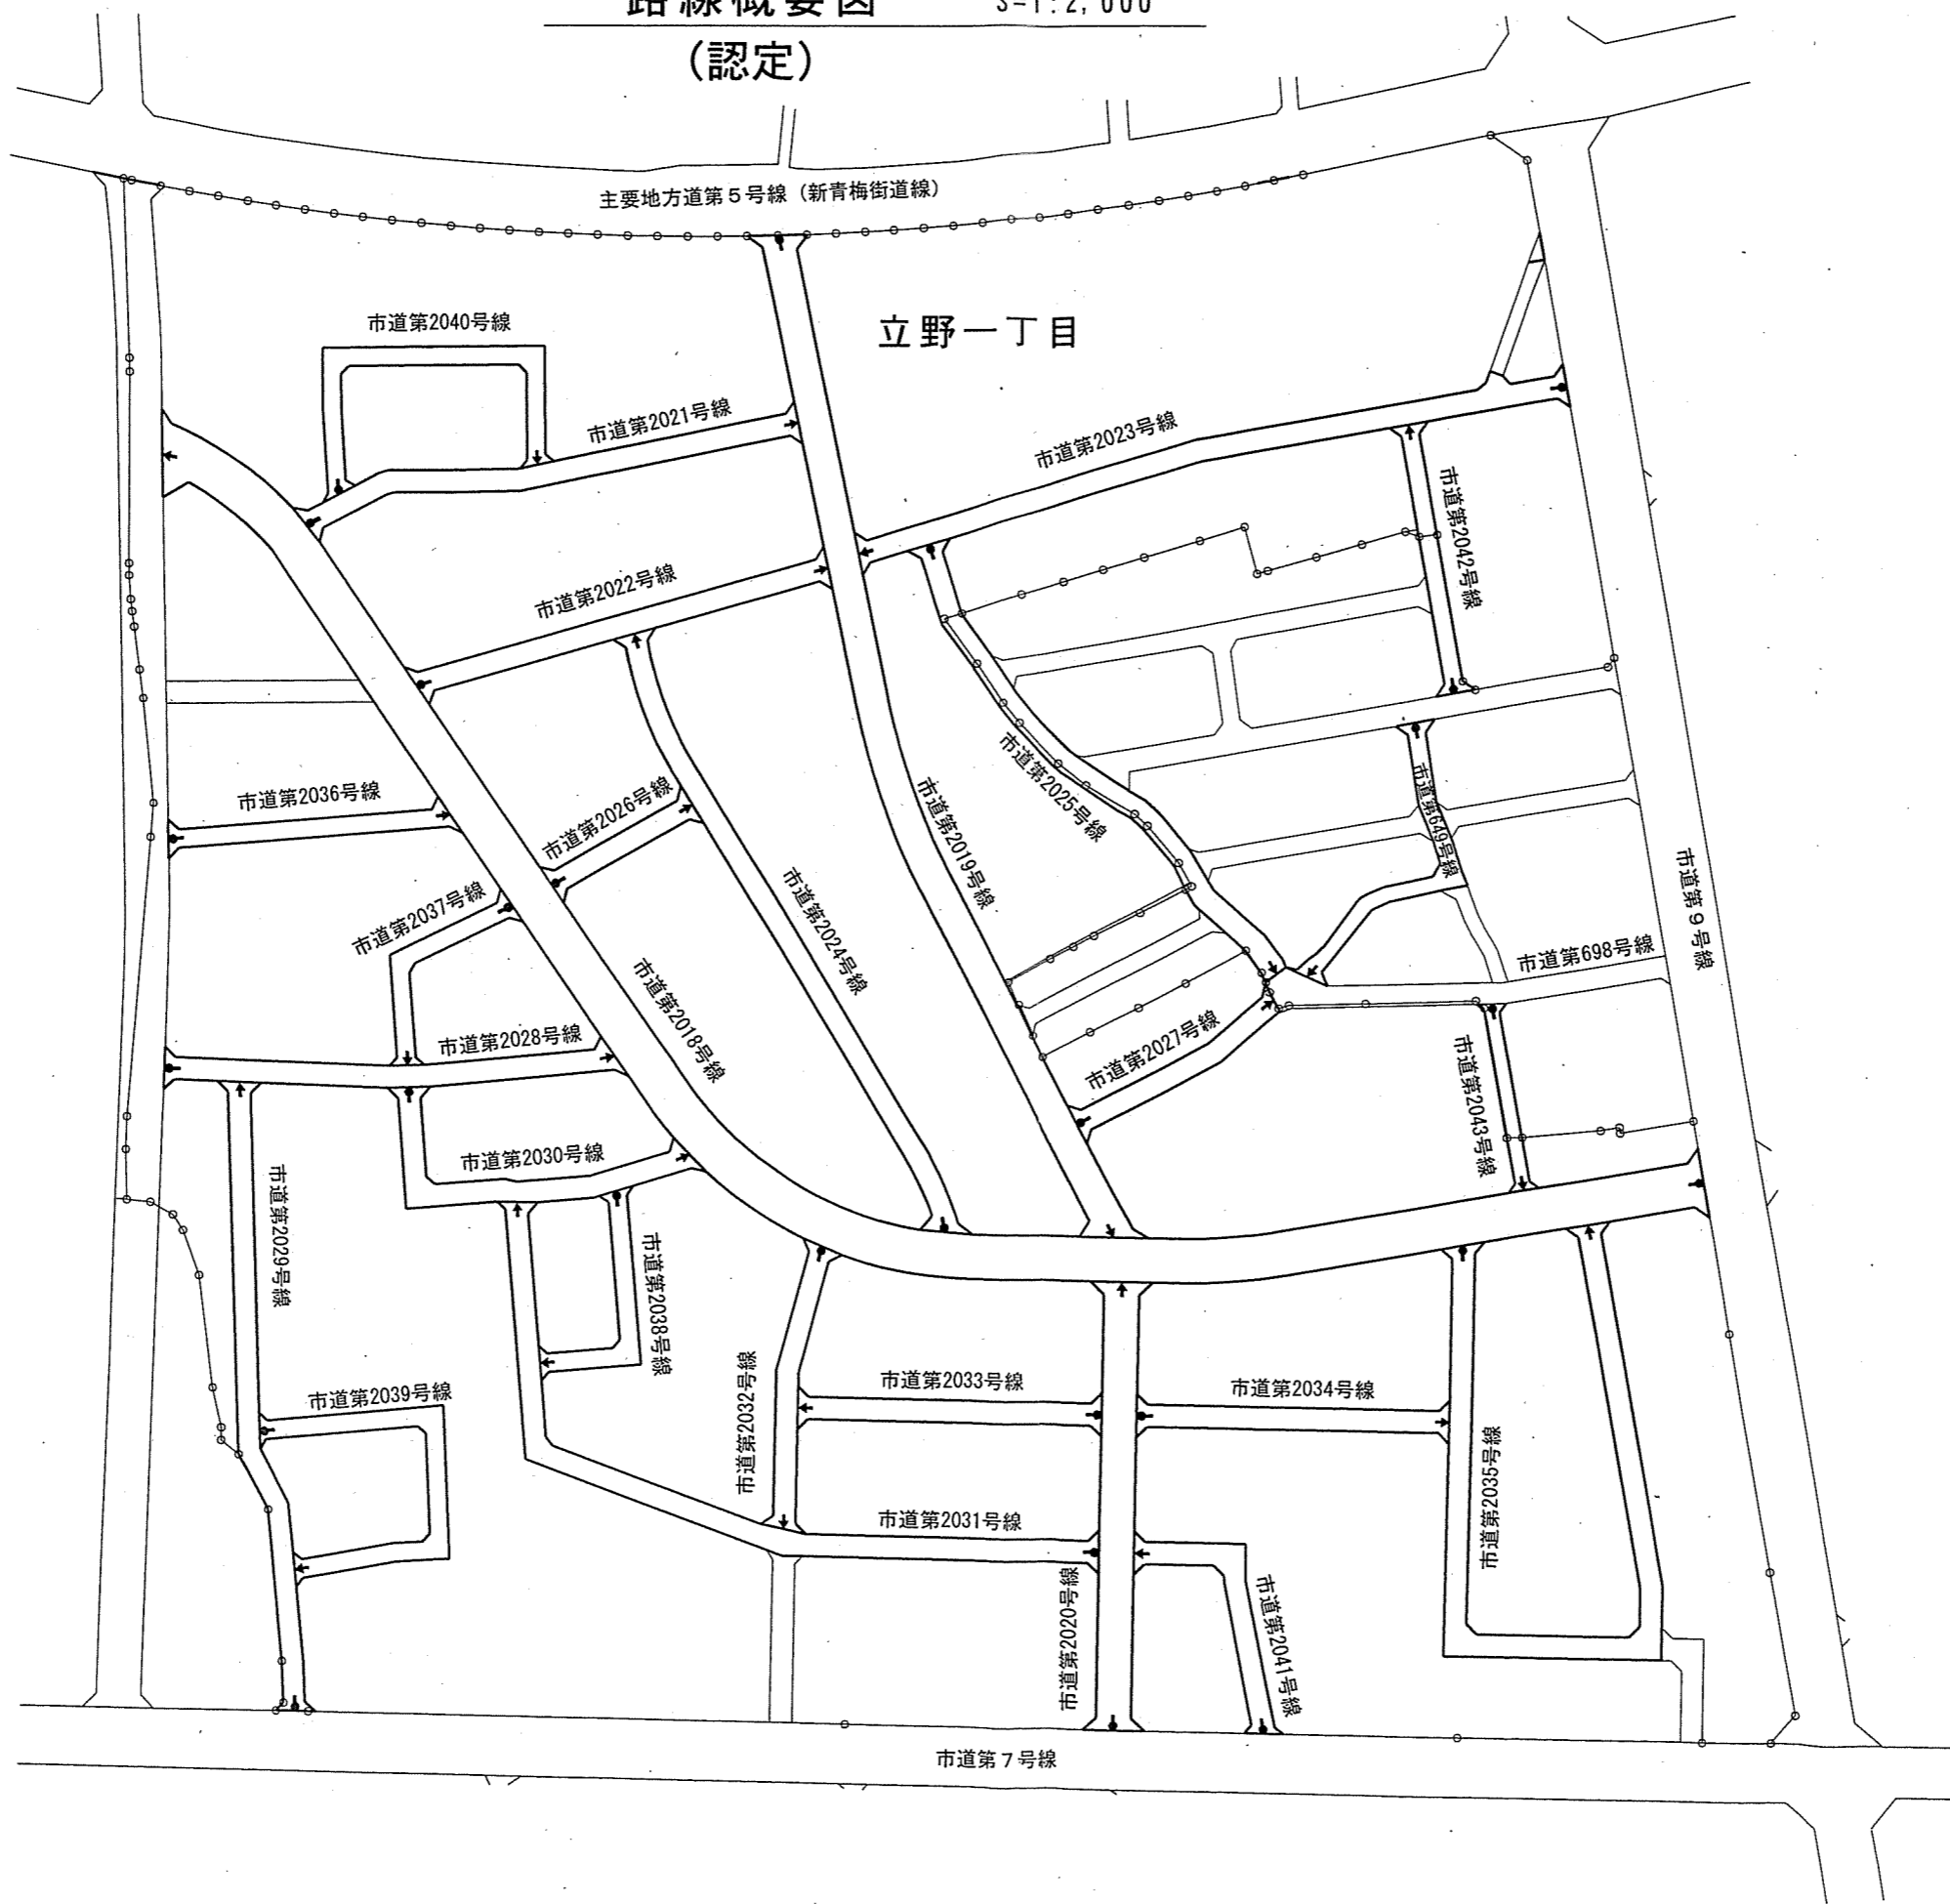 路線概要図 S=1:2,000
(認定)
主要地方道第5号線(新青梅街道線)
立野一丁目
市道第2040号線
市道第2021号線
市道第2023号線
市道第2042号線
市道第2022号線
市道第2025号線
市道第649号線
市道第2036号線
市道第2026号線
市道第2019号線
市道第2037号線
市道第2024号線
市道第9号線
市道第698号線
市道第2018号線
市道第2028号線
市道第2027号線
市道第2043号線
市道第2030号線
市道第2029号線
市道第2038号線
市道第2032号線
市道第2033号線
市道第2034号線
市道第2039号線
市道第2035号線
市道第2031号線
市道第2020号線
市道第2041号線
市道第7号線